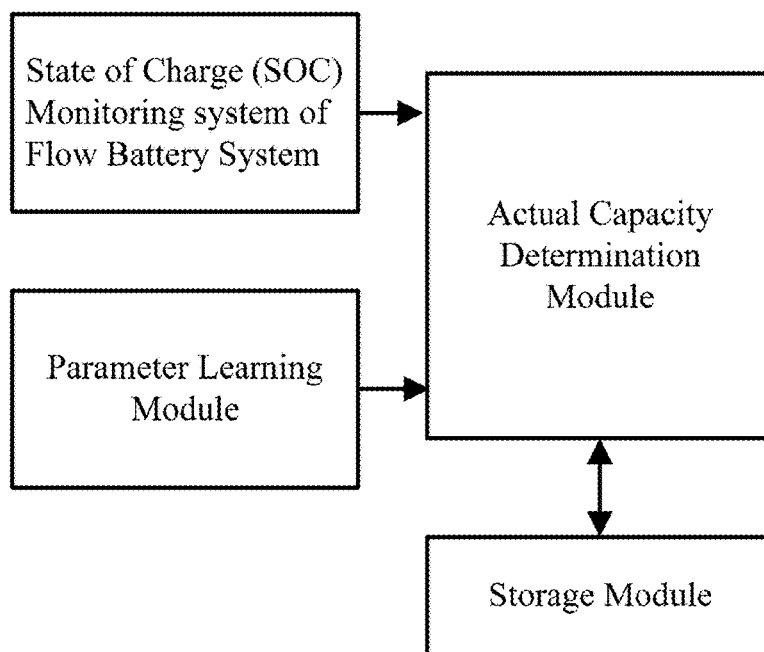 State of Charge (SOC)
Monitoring system of
Flow Battery System
Actual Capacity
Determination
Module
Parameter Learning
Module
Storage Module